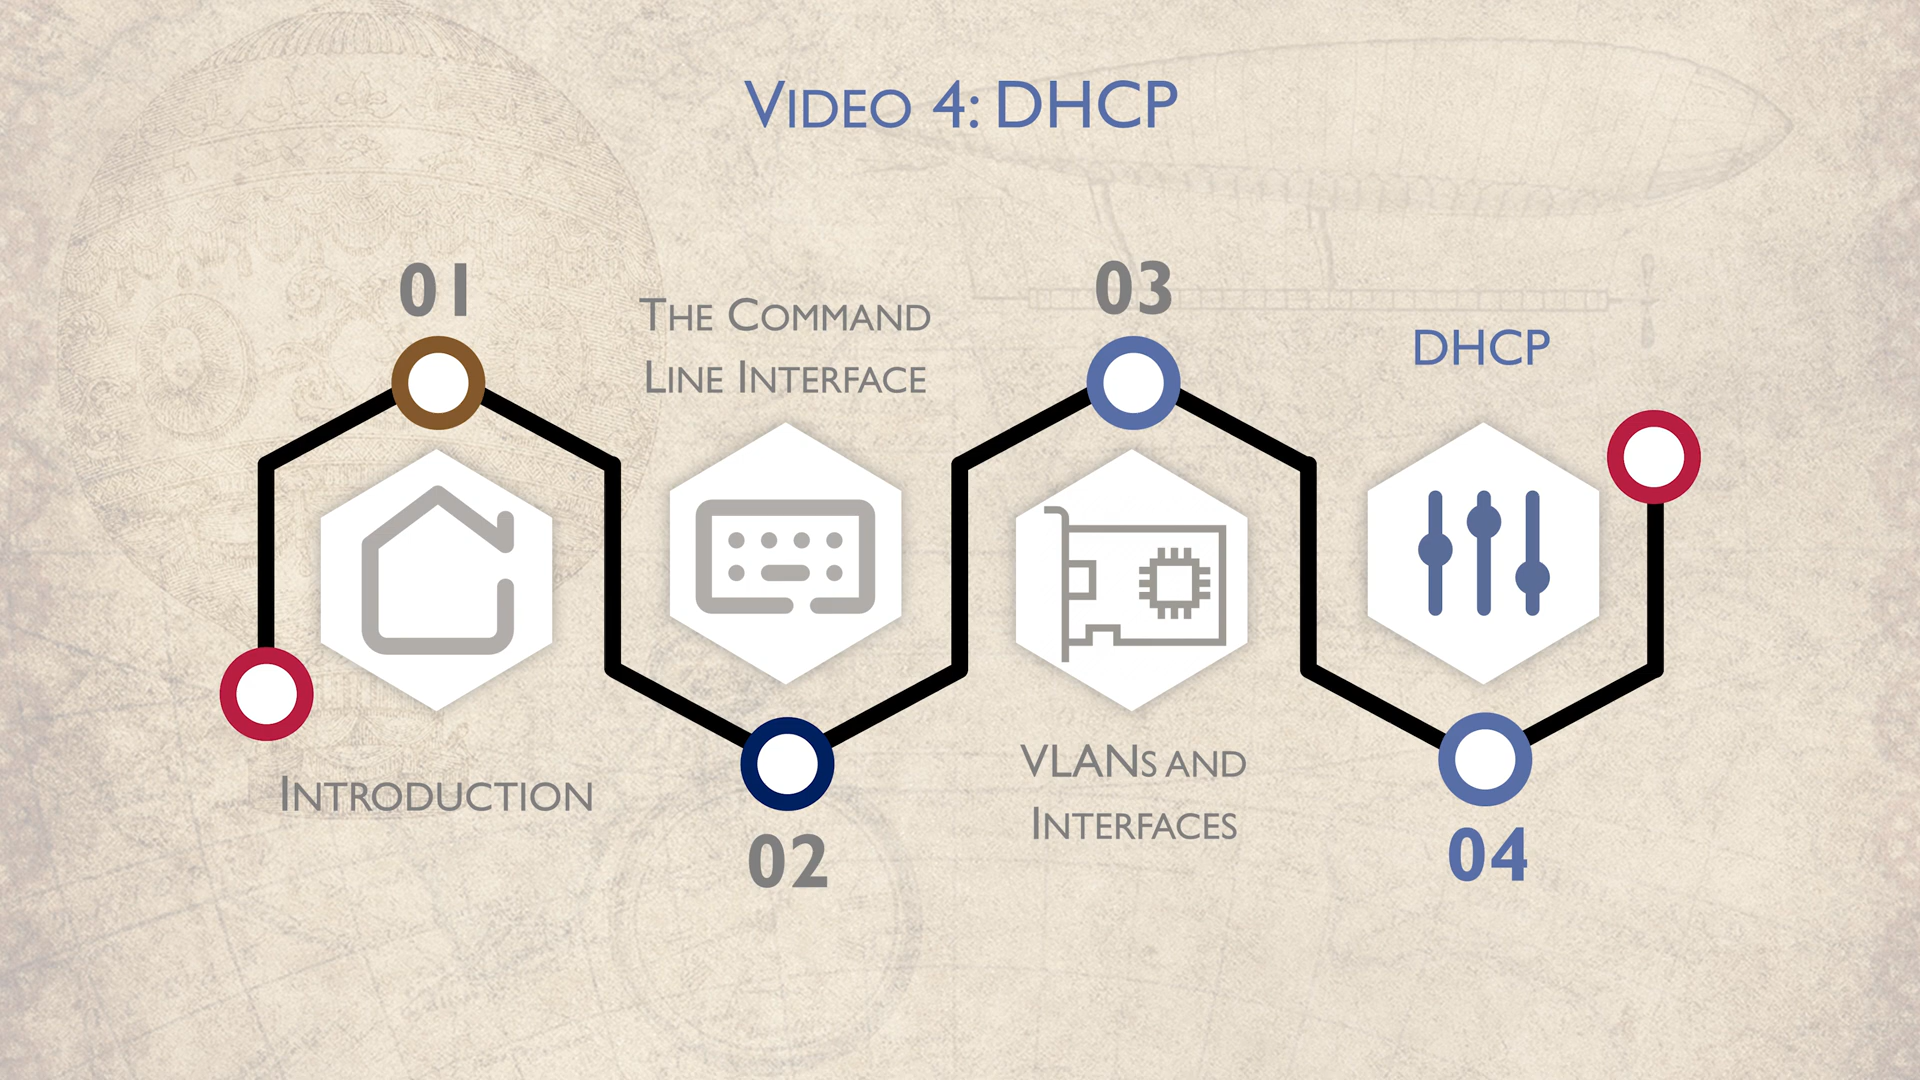 Video 4: DHCP
01
Introduction
The Command
Line Interface
02
03
VLANs and
Interfaces
DHCP
04